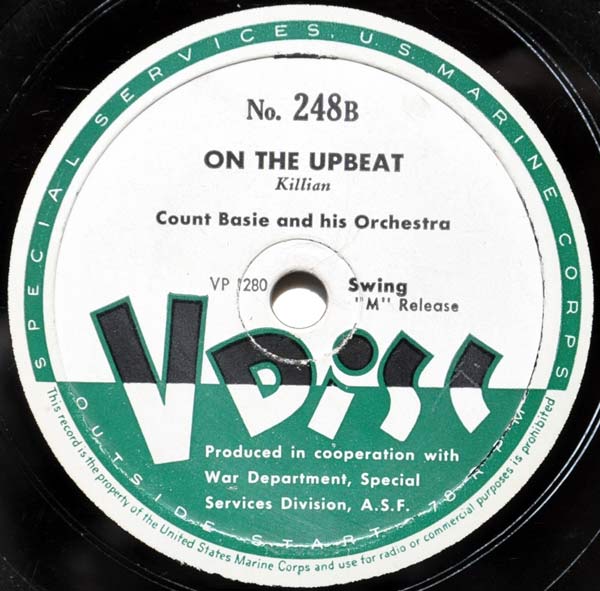 SPECIAL SERVICES, U.S. MARINE CORPS
No. 248B
ON THE UPBEAT
Killian
Count Basie and his Orchestra
VP 1280
Swing
"M" Release
V DISC
Produced in cooperation with
War Department, Special
Services Division, A.S.F.
OUTSIDE START 78 RPM
This record is the property of the United States Marine Corps and use for radio or commercial purposes is prohibited